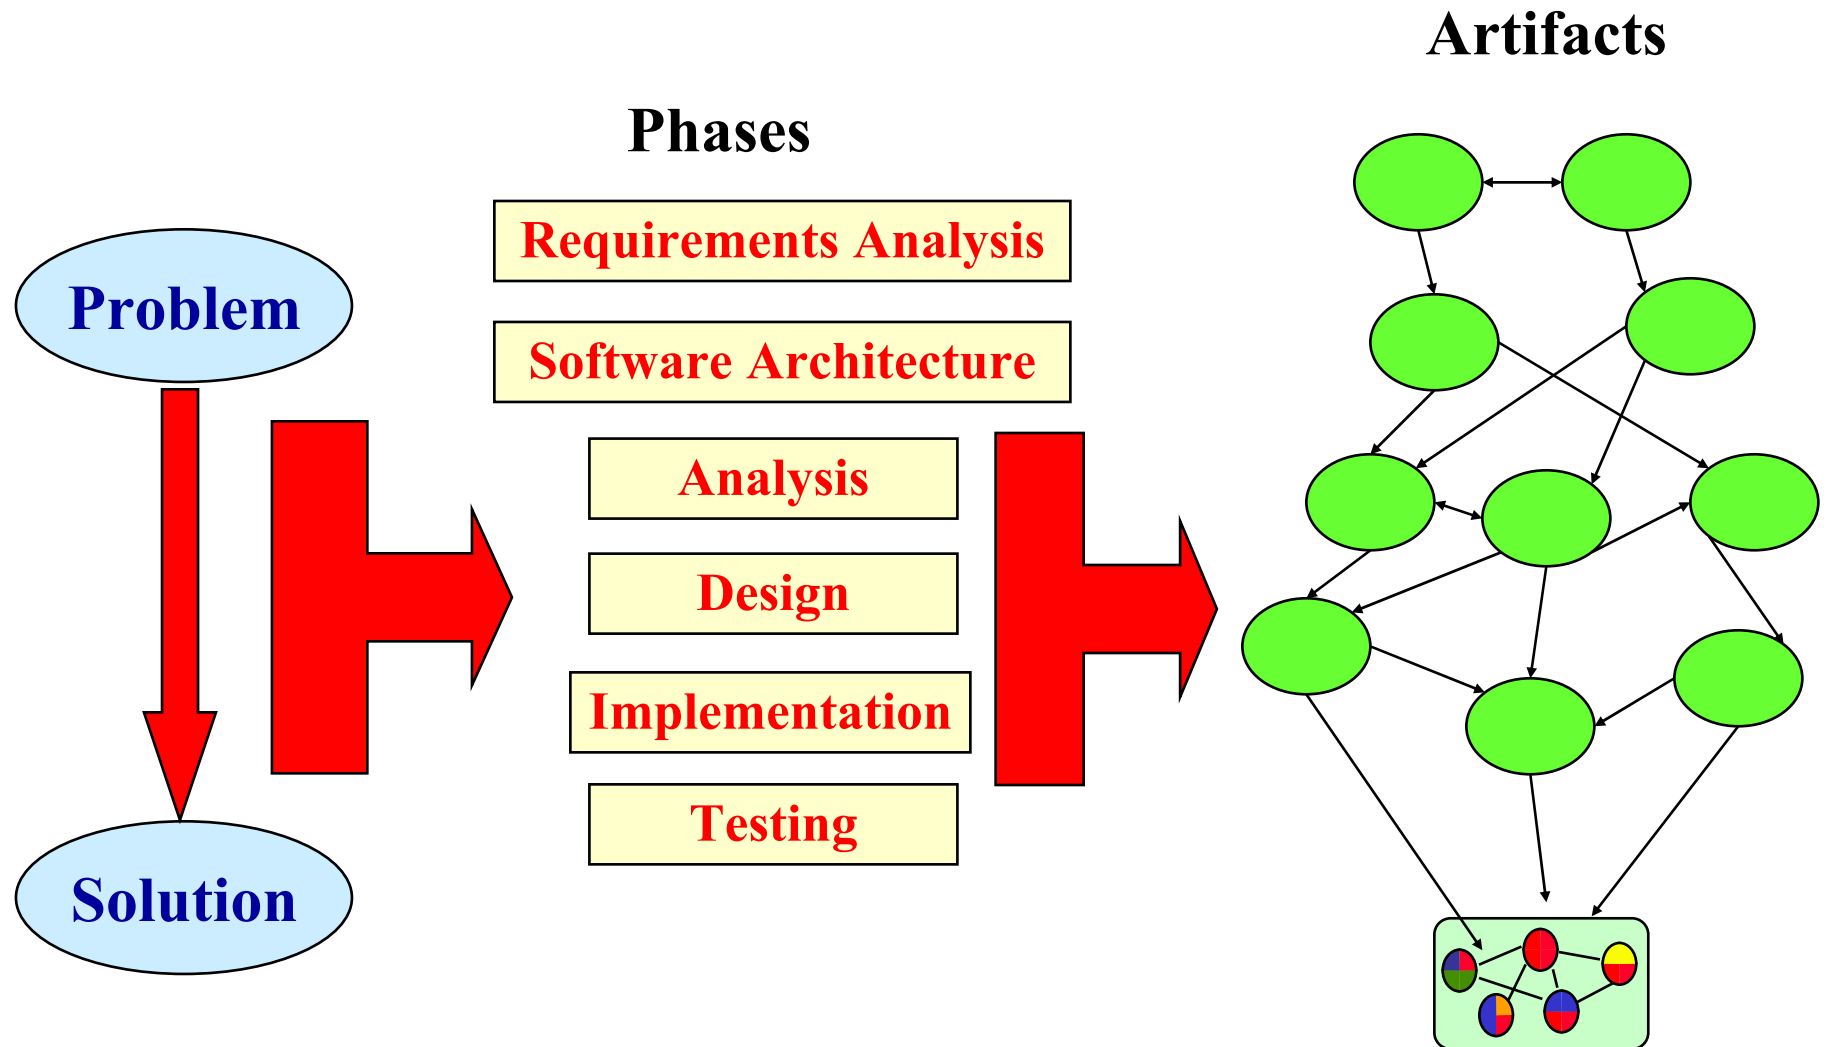 Artifacts
Phases
Requirements Analysis
Problem
Software Architecture
Analysis
Design
Implementation
Testing
Solution